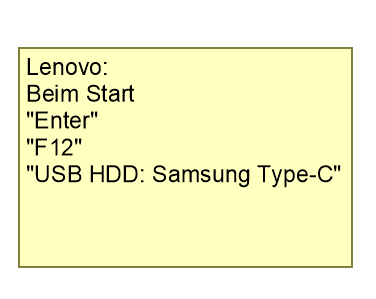 Lenovo:
Beim Start
"Enter"
"F12"
"USB HDD: Samsung Type-C"